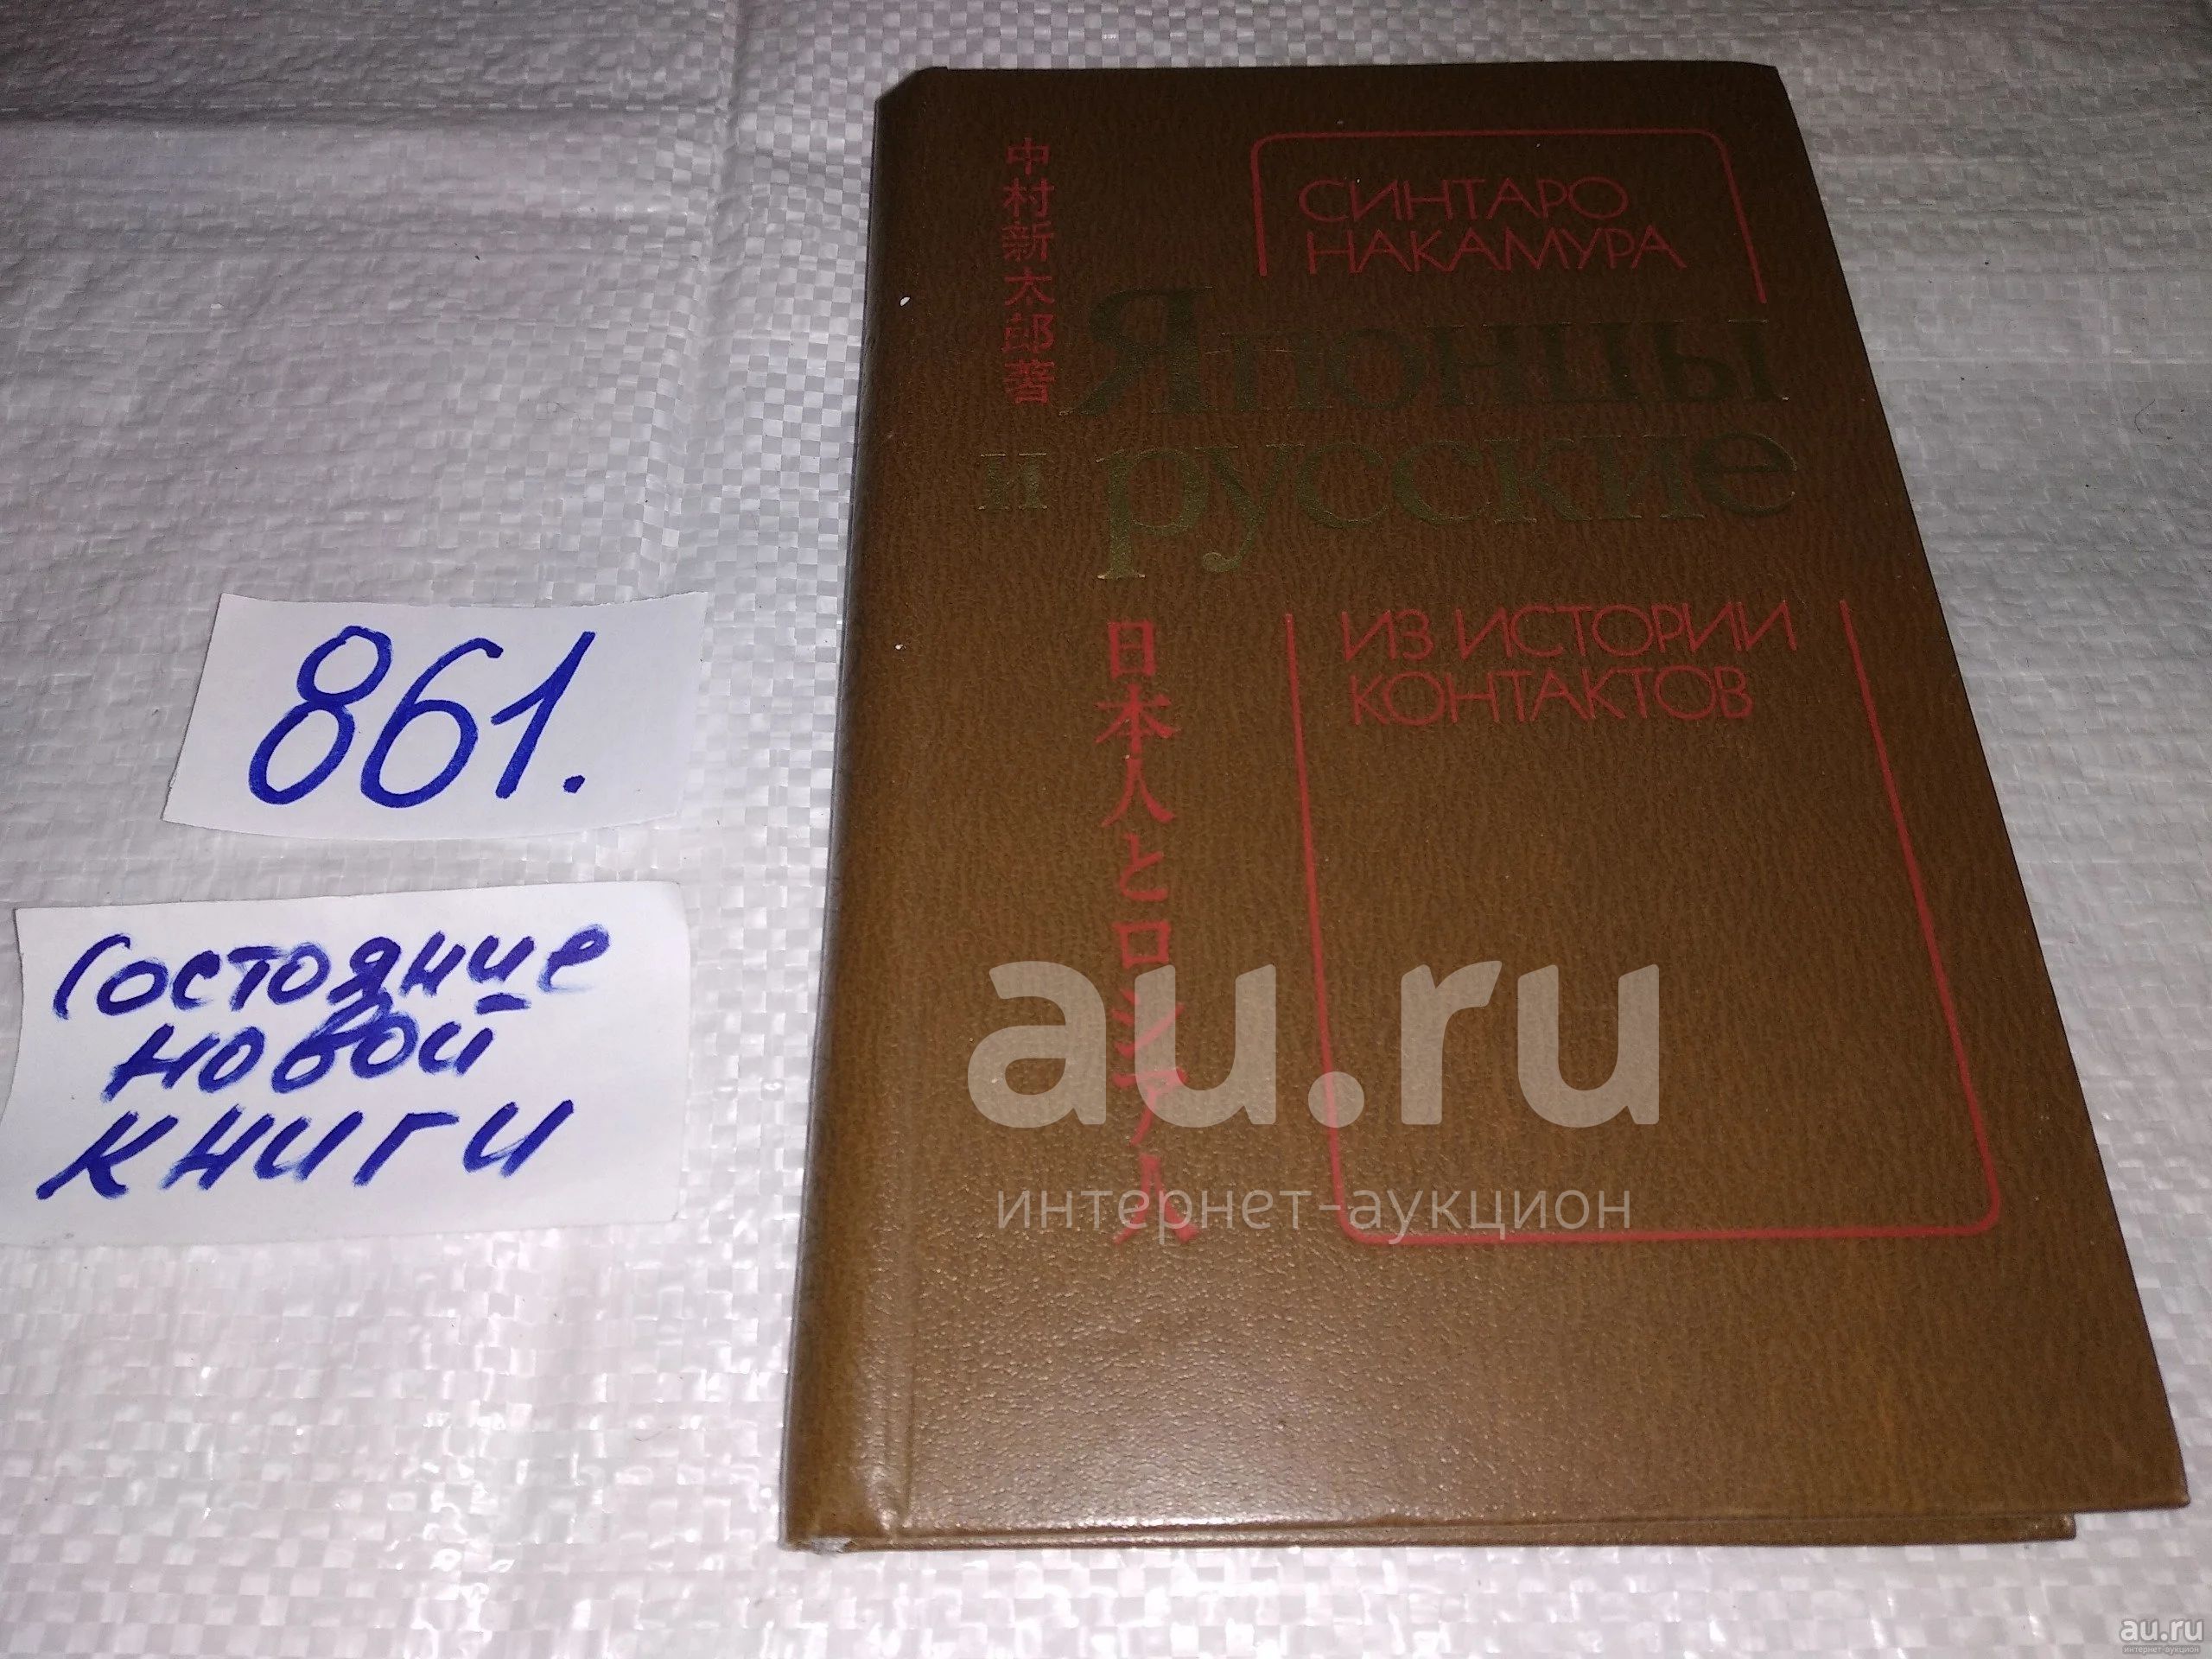 中村新太郎著
СИНТАРО
НАКАМУРА
Японцы
и русские
ИЗ ИСТОРИИ
КОНТАКТОВ
日本人とロシア人
861.
Состояние
новой
книги
au.ru
интернет-аукцион
au.ru
интернет-аукцион